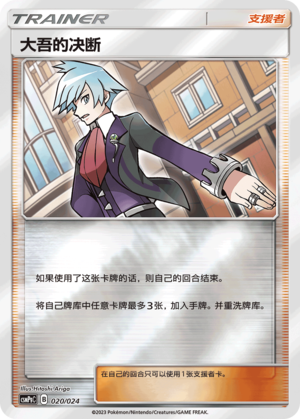 TRAINER
支援者
大吾的决断
如果使用了这张卡牌的话，则自己的回合结束。
将自己牌库中任意卡牌最多3张，加入手牌。并重洗牌库。
Illus. Hitoshi Ariga
在自己的回合只可以使用1张支援者卡。
020/024
©2023 Pokémon/Nintendo/Creatures/GAME FREAK.